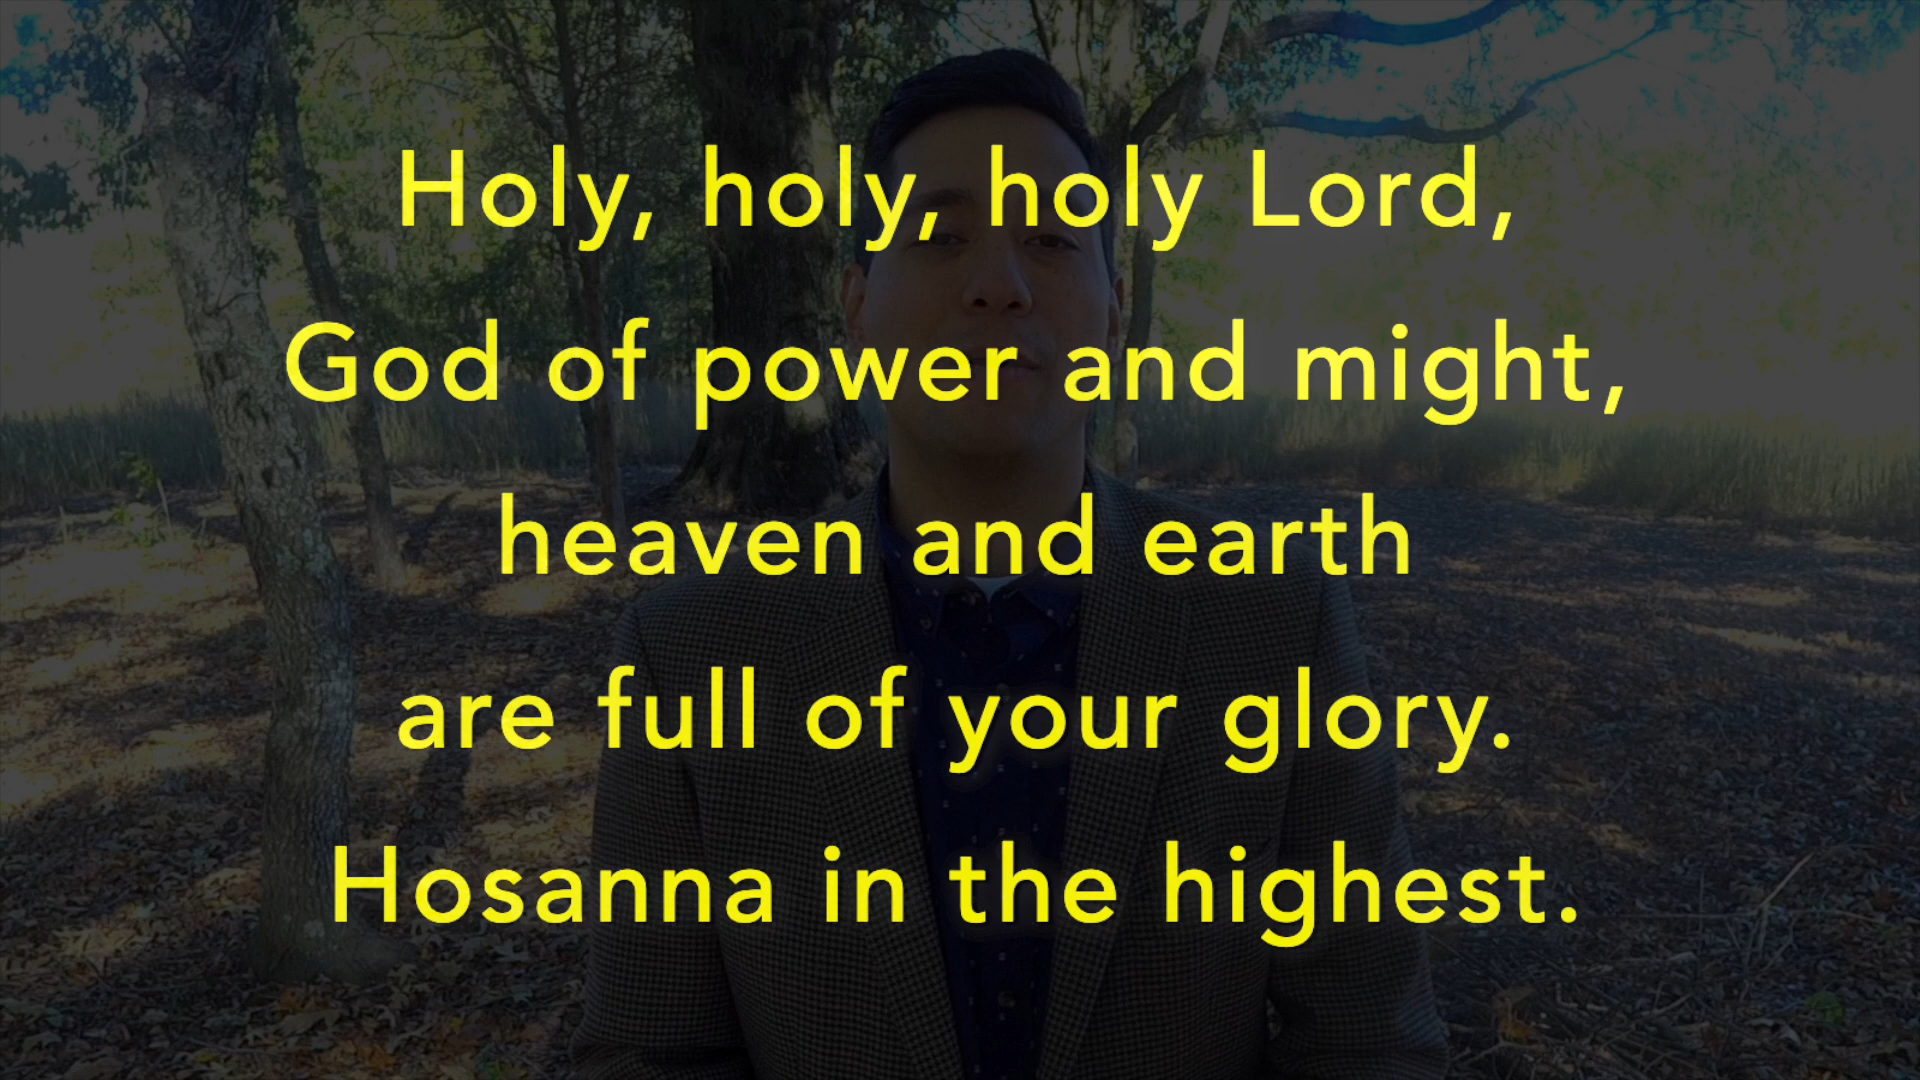 Holy, holy, holy Lord,
God of power and might,
heaven and earth
are full of your glory.
Hosanna in the highest.